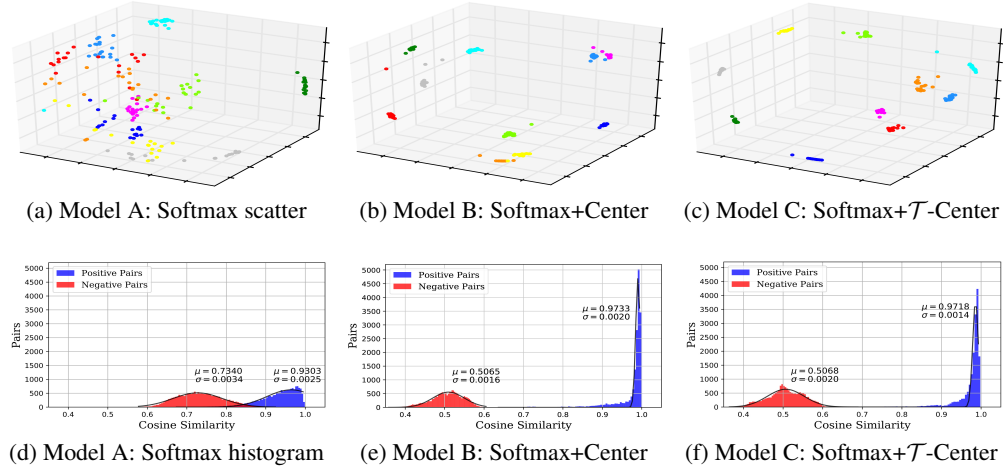 (a) Model A: Softmax scatter
(b) Model B: Softmax+Center
(c) Model C: Softmax+𝒯-Center
5000
4500
4000
3500
3000
2500
2000
1500
1000
500
0
Pairs
Positive Pairs
Negative Pairs
μ = 0.7340
σ = 0.0034
μ = 0.9303
σ = 0.0025
0.4 0.5 0.6 0.7 0.8 0.9 1.0
Cosine Similarity
(d) Model A: Softmax histogram
5000
4500
4000
3500
3000
2500
2000
1500
1000
500
0
Pairs
Positive Pairs
Negative Pairs
μ = 0.9733
σ = 0.0020
μ = 0.5065
σ = 0.0016
0.4 0.5 0.6 0.7 0.8 0.9 1.0
Cosine Similarity
(e) Model B: Softmax+Center
5000
4500
4000
3500
3000
2500
2000
1500
1000
500
0
Pairs
Positive Pairs
Negative Pairs
μ = 0.9718
σ = 0.0014
μ = 0.5068
σ = 0.0020
0.4 0.5 0.6 0.7 0.8 0.9 1.0
Cosine Similarity
(f) Model C: Softmax+𝒯-Center